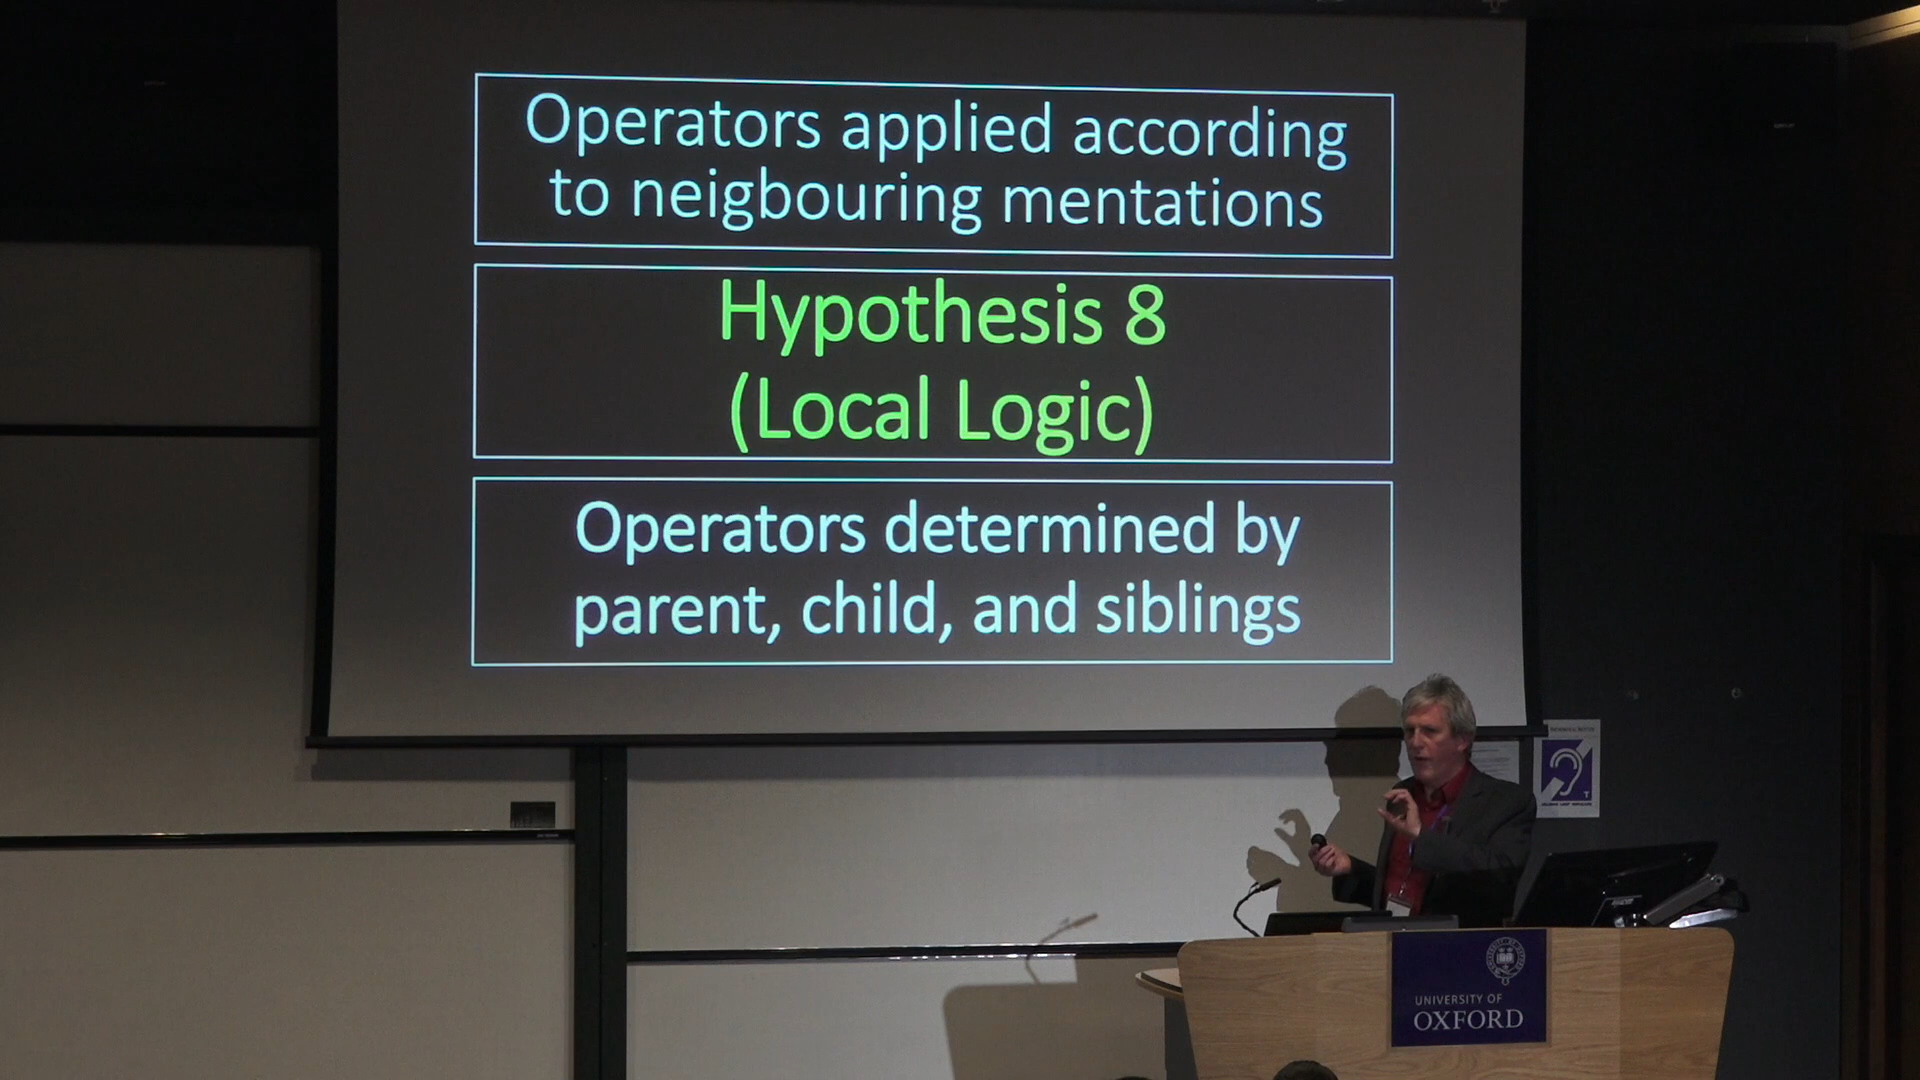 Operators applied according
to neigbouring mentations
Hypothesis 8
(Local Logic)
Operators determined by
parent, child, and siblings
T
UNIVERSITY OF
OXFORD